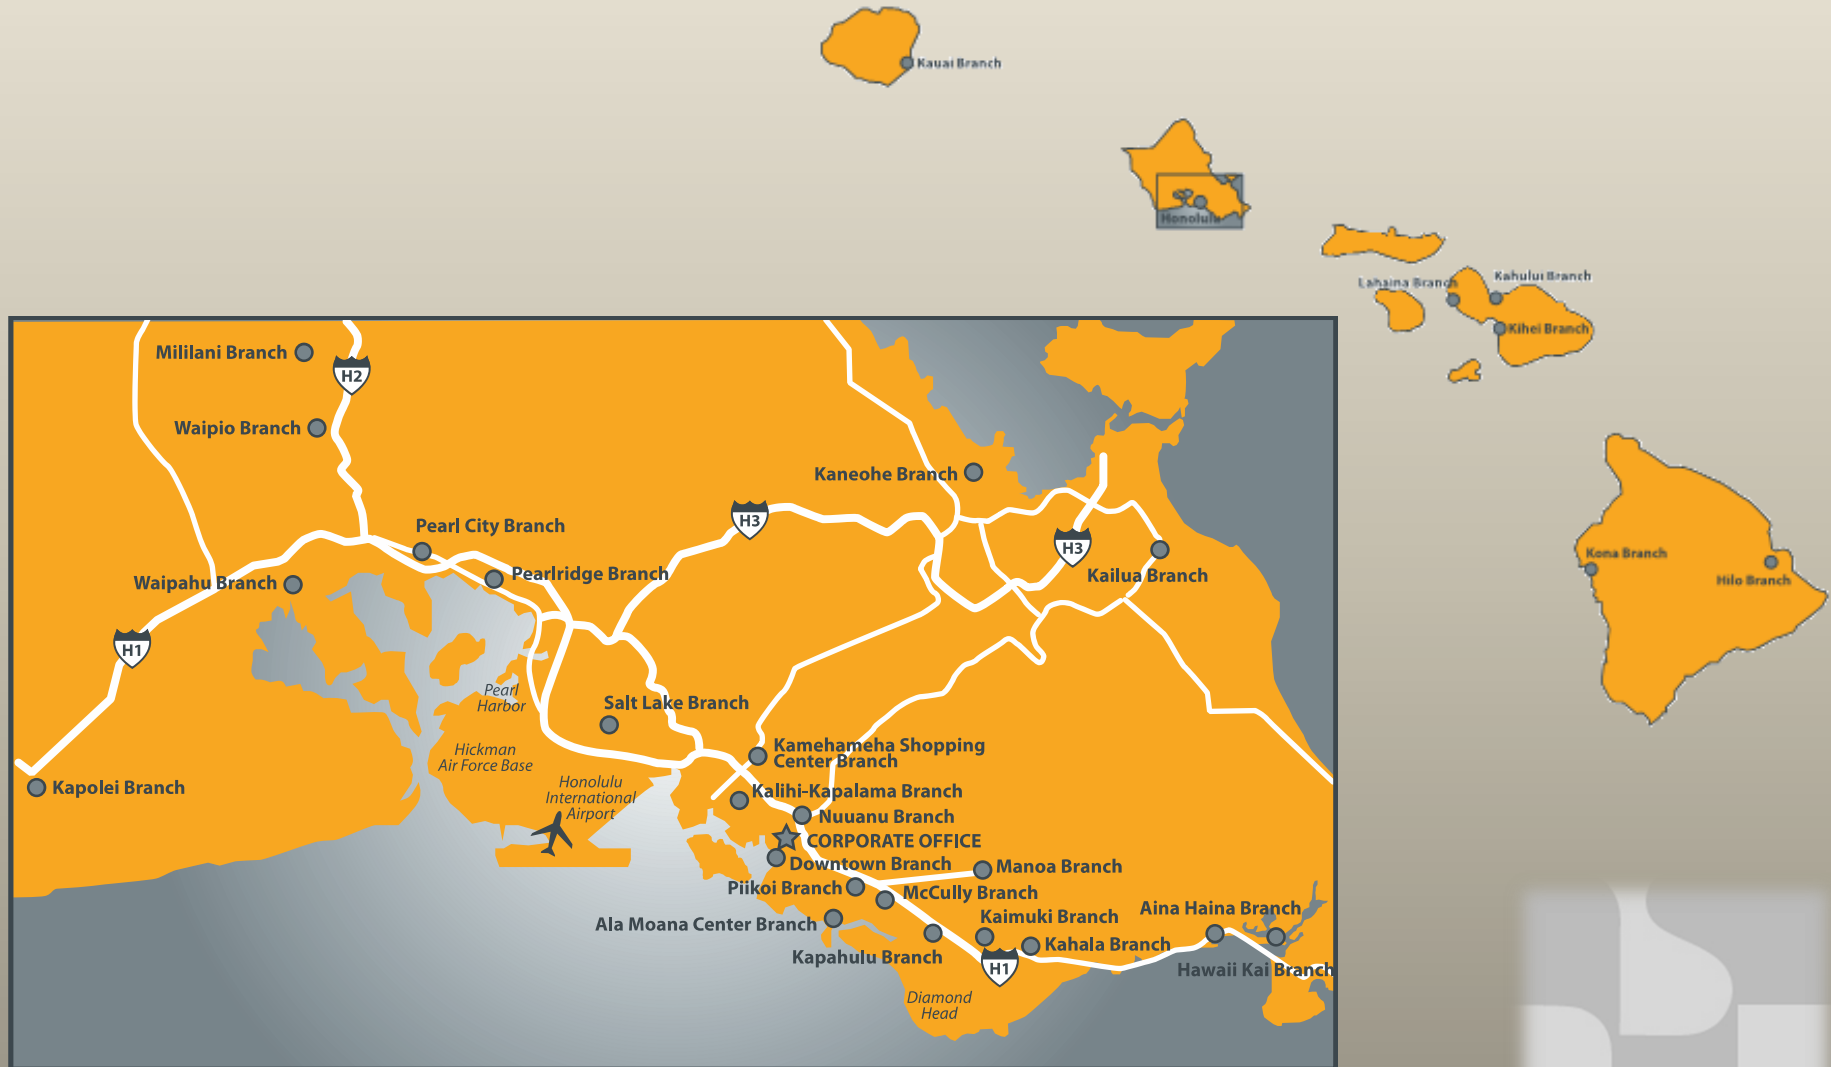 Kauai Branch
Honolulu
Lahaina Branch
Kahului Branch
Kihei Branch
Kona Branch
Hilo Branch
Mililani Branch
H2
Waipio Branch
Kaneohe Branch
Pearl City Branch
H3
H3
Waipahu Branch
Pearlridge Branch
Kailua Branch
H1
Pearl
Harbor
Salt Lake Branch
Hickman
Air Force Base
Kamehameha Shopping
Center Branch
Kapolei Branch
Honolulu
International
Airport
Kalihi-Kapalama Branch
Nuuanu Branch
CORPORATE OFFICE
Downtown Branch
Manoa Branch
Piikoi Branch
McCully Branch
Ala Moana Center Branch
Kaimuki Branch
Aina Haina Branch
Kapahulu Branch
Kahala Branch
H1
Hawaii Kai Branch
Diamond
Head